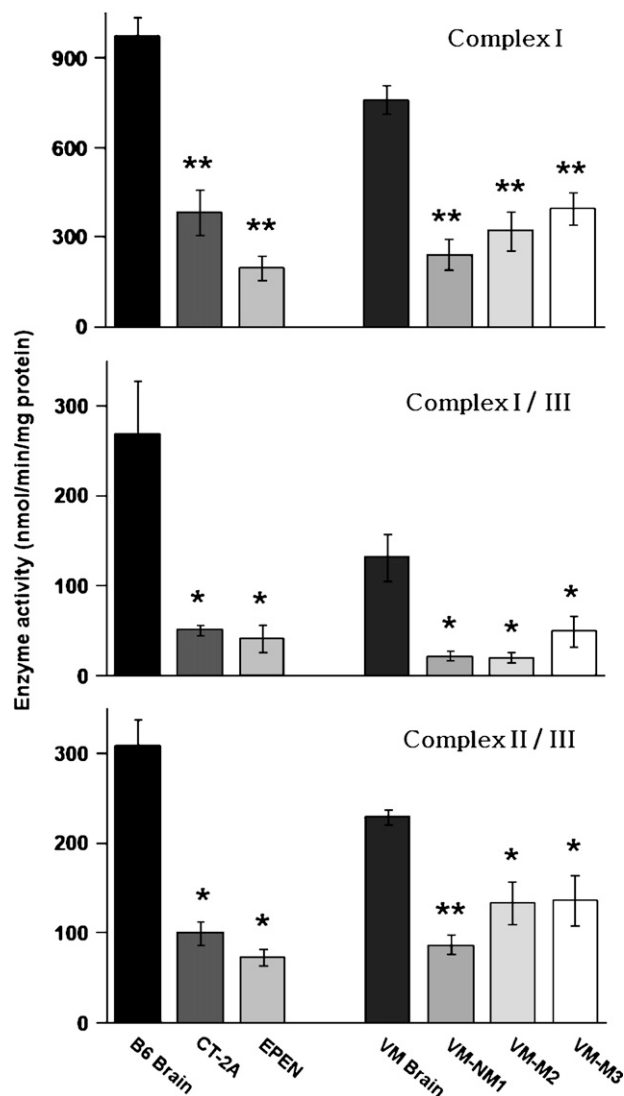 Complex I
900
**
**
**
**
**
600
300
0
Complex I / III
300
200
*
*
*
*
*
100
0
Enzyme activity (nmol/min/mg protein)
Complex II / III
300
200
*
*
**
*
*
100
0
B6 Brain
CT-2A
EPEN
VM Brain
VM-NM1
VM-M2
VM-M3